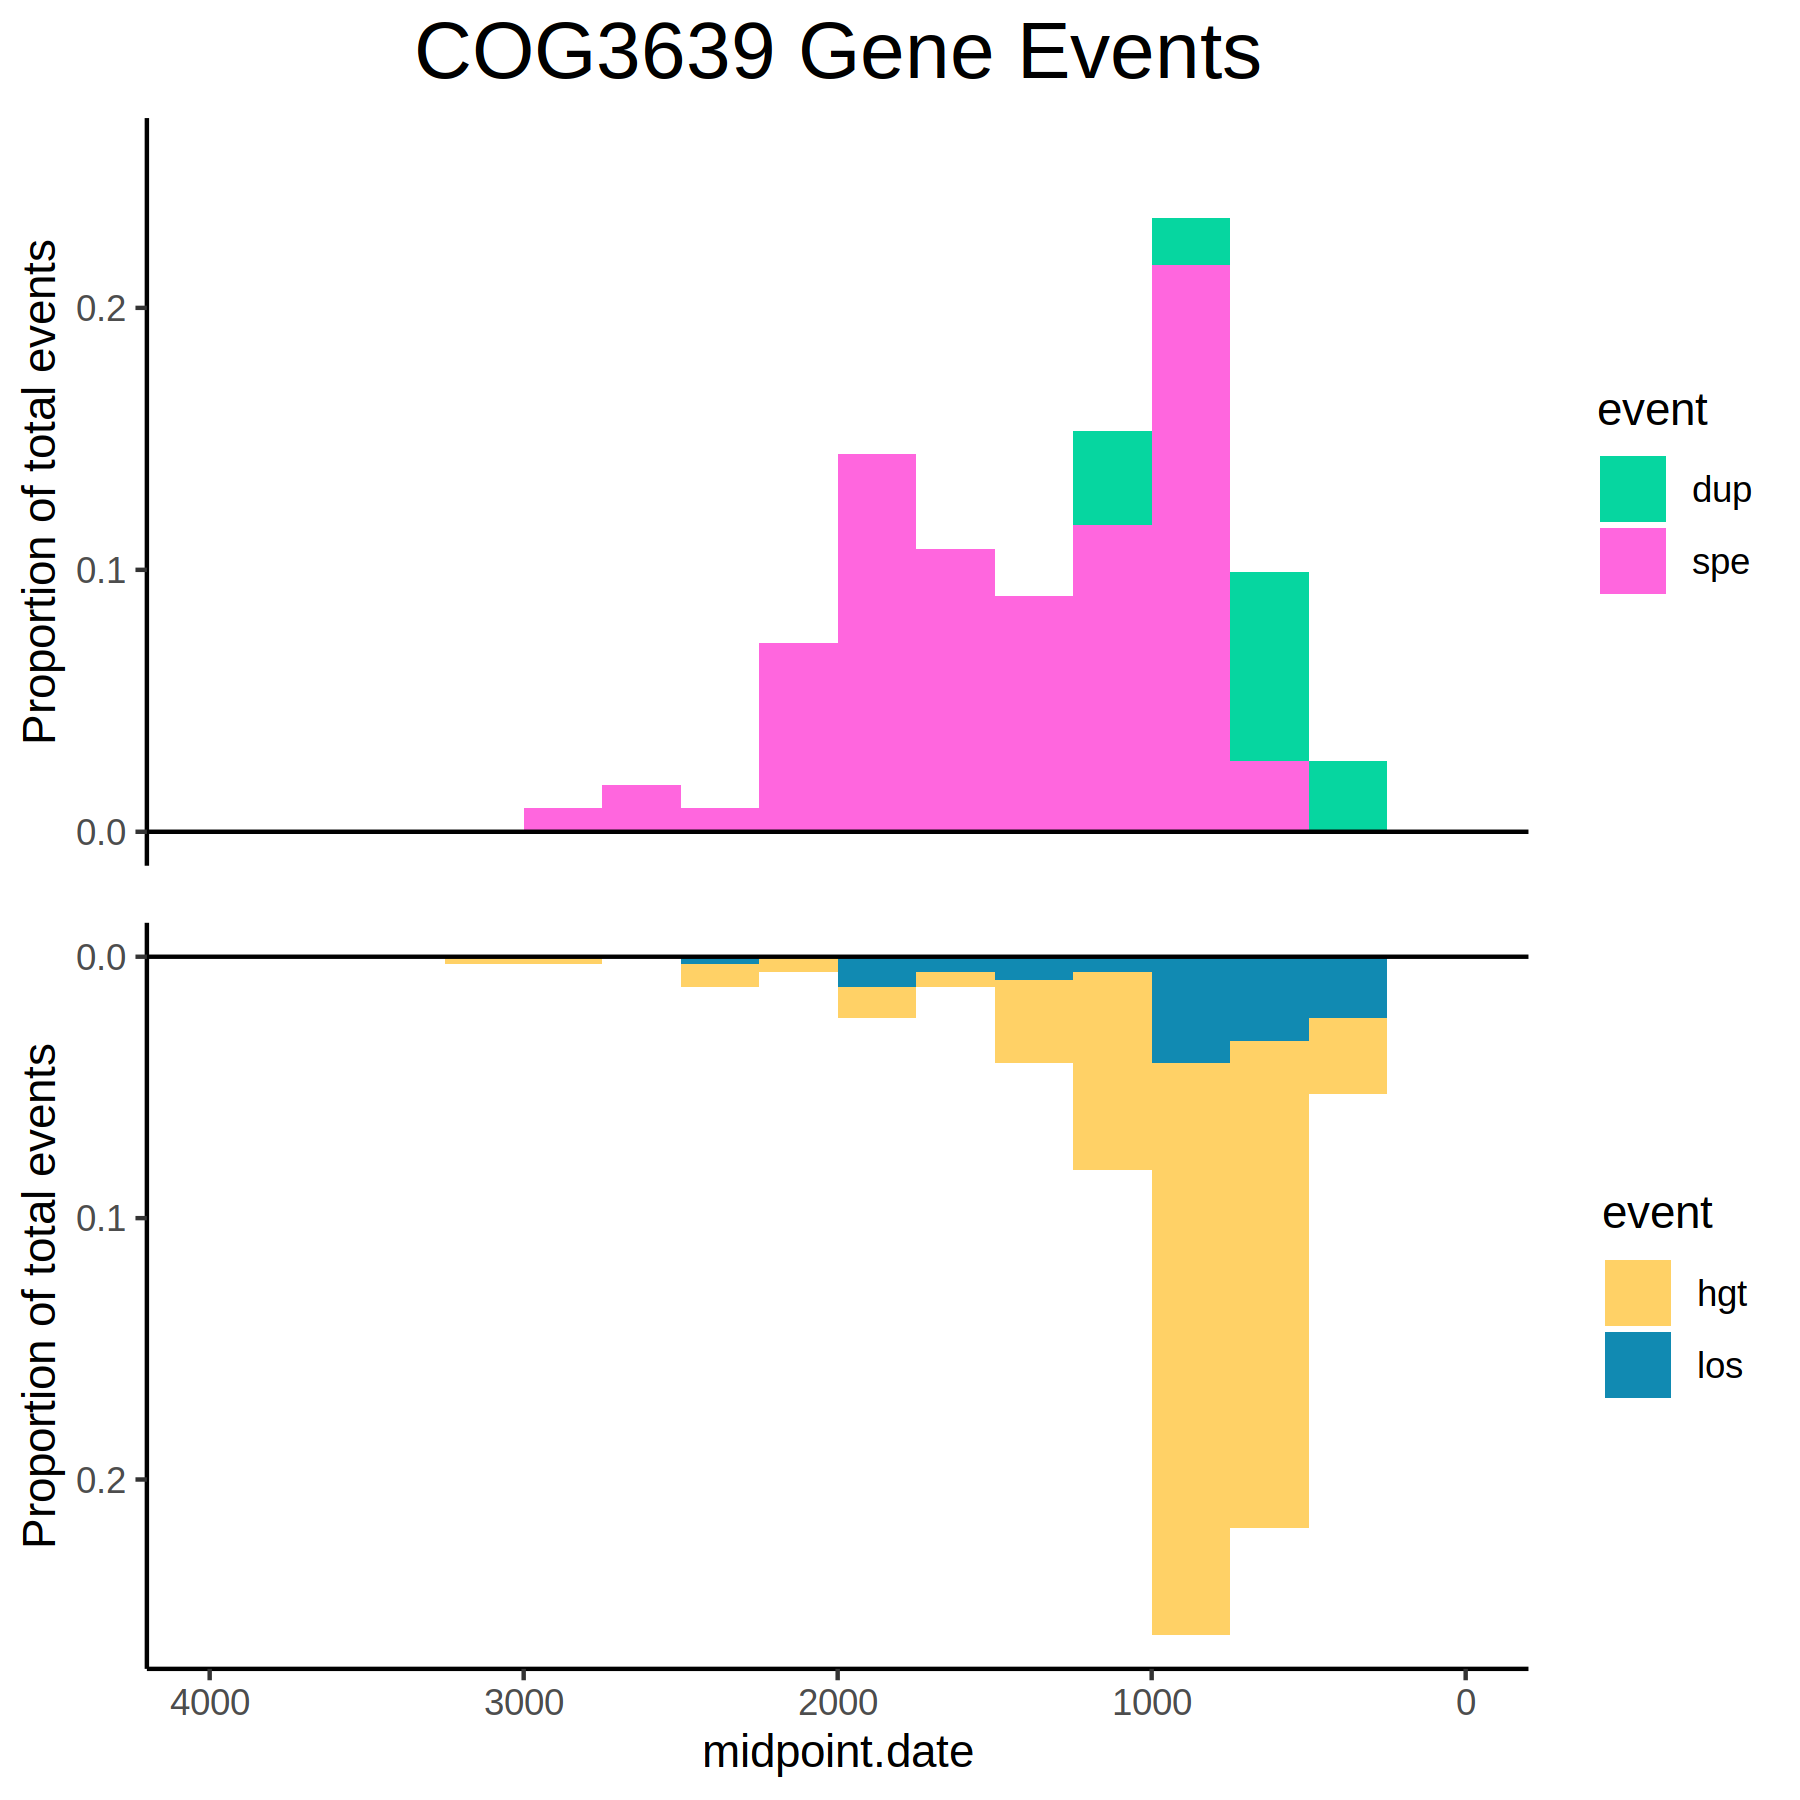 COG3639 Gene Events
Proportion of total events
0.2
0.1
0.0
event
dup
spe
Proportion of total events
0.0
0.1
0.2
event
hgt
los
4000 3000 2000 1000 0
midpoint.date